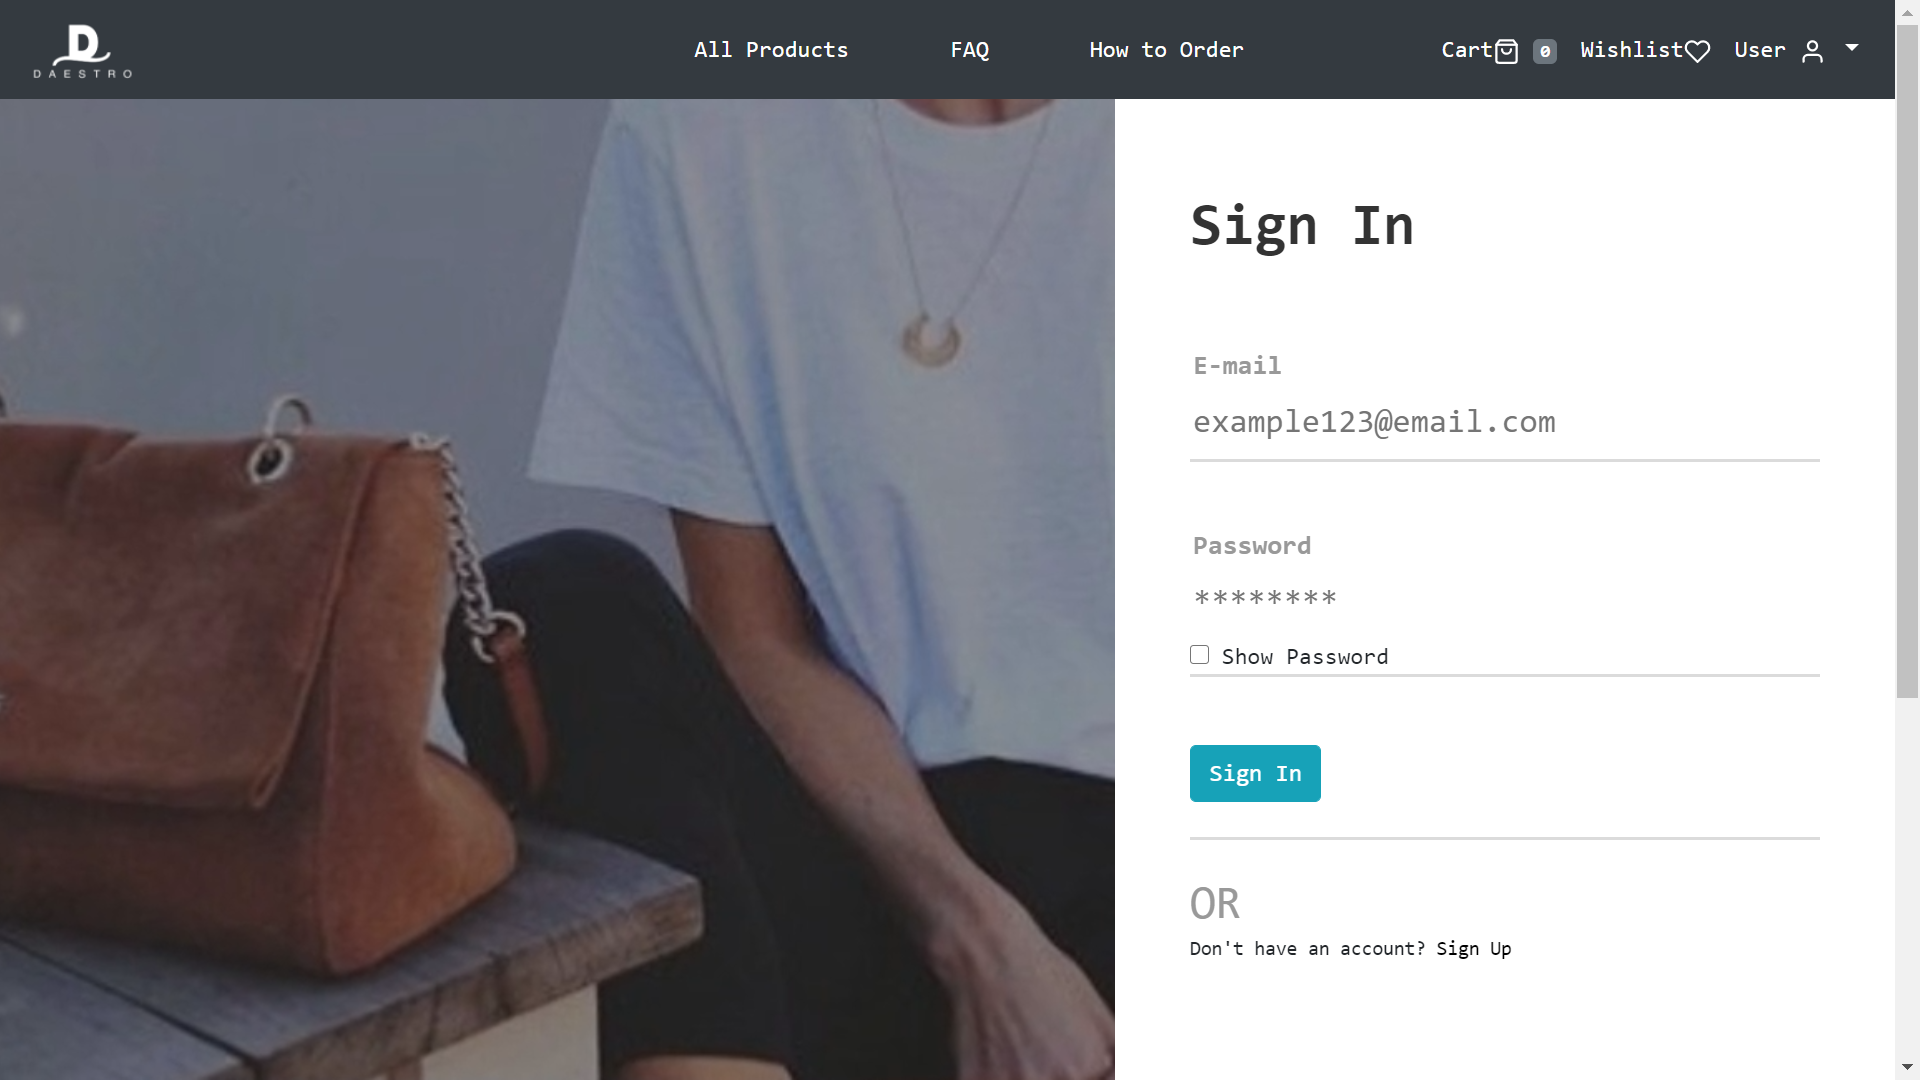 D
DAESTRO
All Products
FAQ
How to Order
Cart 0
Wishlist
User
Sign In
E-mail
example123@email.com
Password
********
Show Password
Sign In
OR
Don't have an account? Sign Up